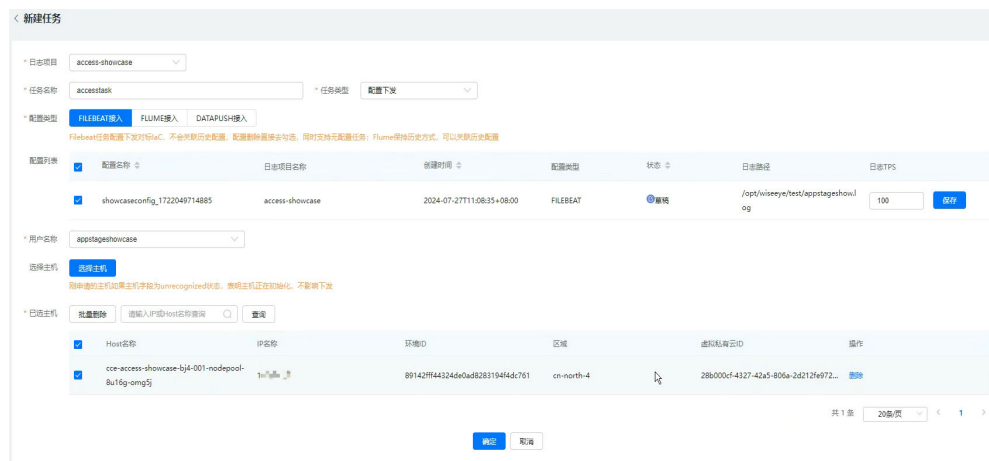 新建任务
* 日志项目 access-showcase
* 任务名称 accesstask * 任务类型 配置下发
* 配置类型 FILEBEAT接入 FLUME接入 DATAPUSH接入
Filebeat任务配置下发对标IaC、不会关联历史配置，配置删除直接去勾选，同时支持无配置任务；Flume保持历史方式，可以关联历史配置
配置列表 配置名称 日志项目名称 创建时间 配置类型 状态 日志路径 日志TPS
showcaseconfig_1722049714885 access-showcase 2024-07-27T11:08:35+08:00 FILEBEAT 草稿 /opt/wiseeye/test/appstageshow.l 100 保存
og
* 用户名称 appstageshowcase
选择主机 选择主机
刚申请的主机如果主机字段为unrecognized状态，表明主机正在初始化，不影响下发
* 已选主机 批量删除 请输入IP或Host名称查询 查询
Host名称 IP名称 环境ID 区域 虚拟私有云ID 操作
cce-access-showcase-bj4-001-nodepool- 89142fff44324de0ad8283194f4dc761 cn-north-4 28b000cf-4327-42a5-806a-2d212fe972... 删除
8u16g-omg5j
共 1 条 20条/页 1
确定 取消